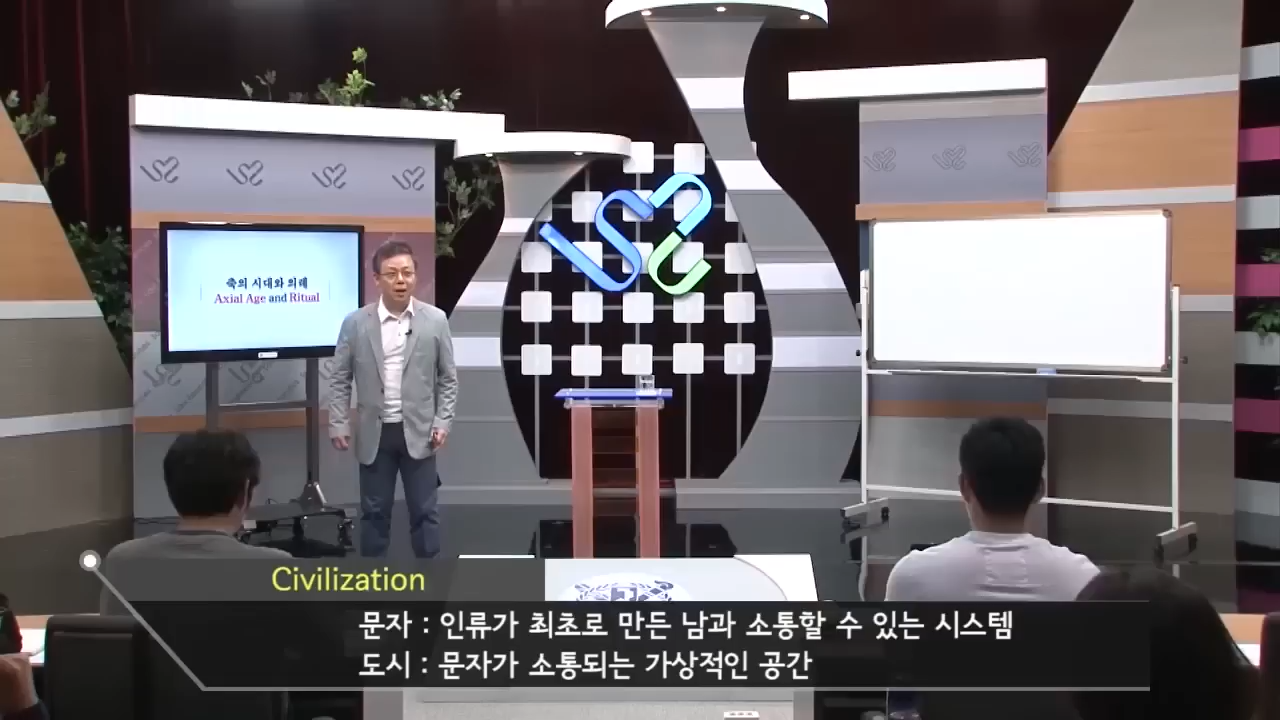 축의 시대와 의례
Axial Age and Ritual
Civilization
문자 : 인류가 최초로 만든 남과 소통할 수 있는 시스템
도시 : 문자가 소통되는 가상적인 공간